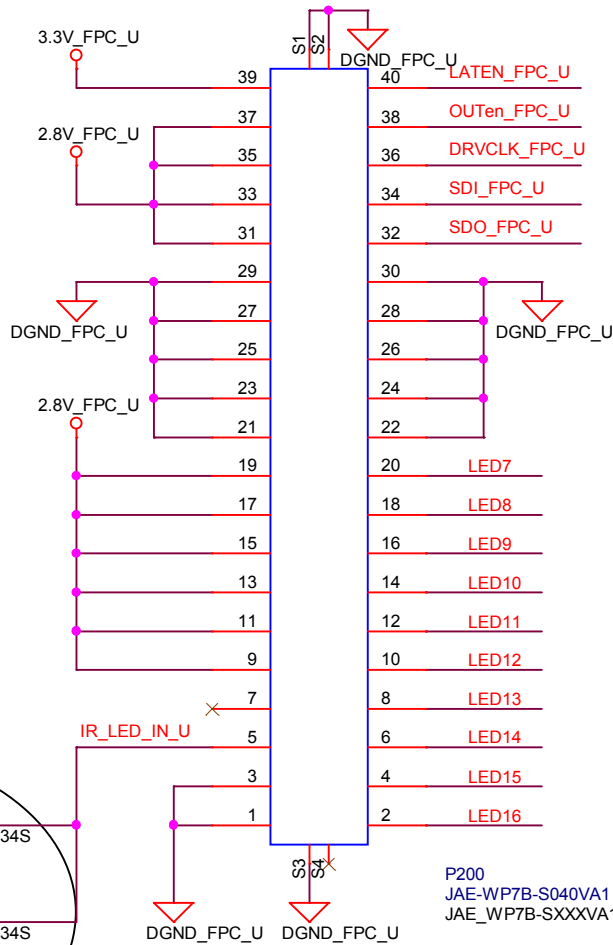 S1
S2
3.3V_FPC_U
DGND_FPC_U
39
40
LATEN_FPC_U
37
38
OUTen_FPC_U
2.8V_FPC_U
35
36
DRVCLK_FPC_U
33
34
SDI_FPC_U
31
32
SDO_FPC_U
29
30
DGND_FPC_U
27
28
DGND_FPC_U
25
26
23
24
2.8V_FPC_U
21
22
19
20
LED7
17
18
LED8
15
16
LED9
13
14
LED10
11
12
LED11
9
10
LED12
7
8
LED13
IR_LED_IN_U
5
6
LED14
3
4
LED15
1
2
LED16
34S
S3
S4
P200
JAE-WP7B-S040VA1
JAE_WP7B-SXXXVA1
34S
DGND_FPC_U
DGND_FPC_U